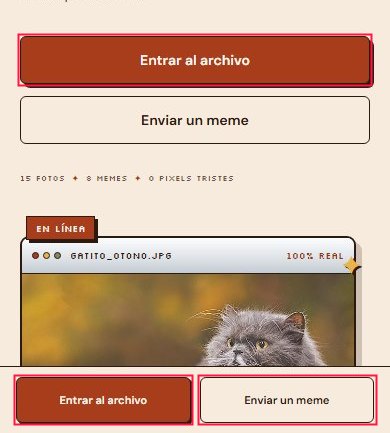 Entrar al archivo
Enviar un meme
15 FOTOS ✦ 8 MEMES ✦ 0 PIXELS TRISTES
EN LÍNEA
GATITO_OTONO.JPG
100% REAL
Entrar al archivo
Enviar un meme